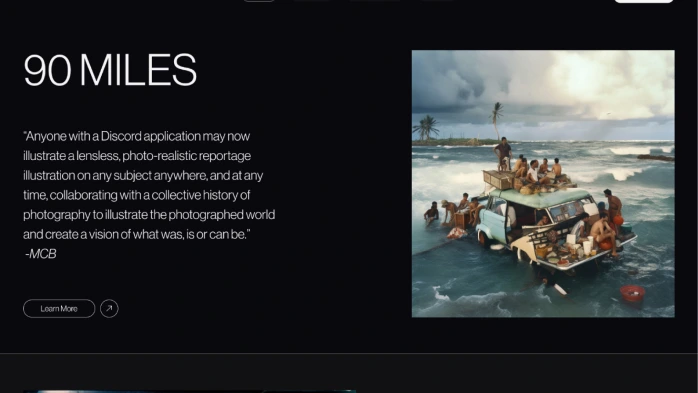 90 MILES
"Anyone with a Discord application may now
illustrate a lensless, photo-realistic reportage
illustration on any subject anywhere, and at any
time, collaborating with a collective history of
photography to illustrate the photographed world
and create a vision of what was, is or can be."
-MCB
Learn More